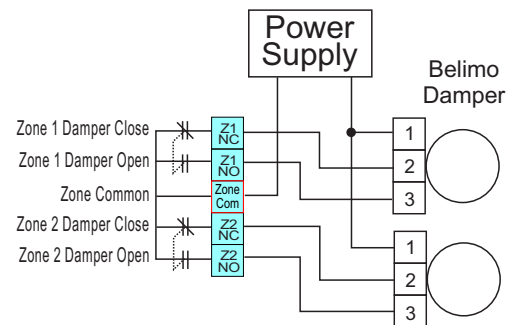 Power
Supply
Belimo
Damper
Zone 1 Damper Close
Zone 1 Damper Open
Zone Common
Zone 2 Damper Close
Zone 2 Damper Open
Z1
NC
Z1
NO
Zone
Com
Z2
NC
Z2
NO
1
2
3
1
2
3